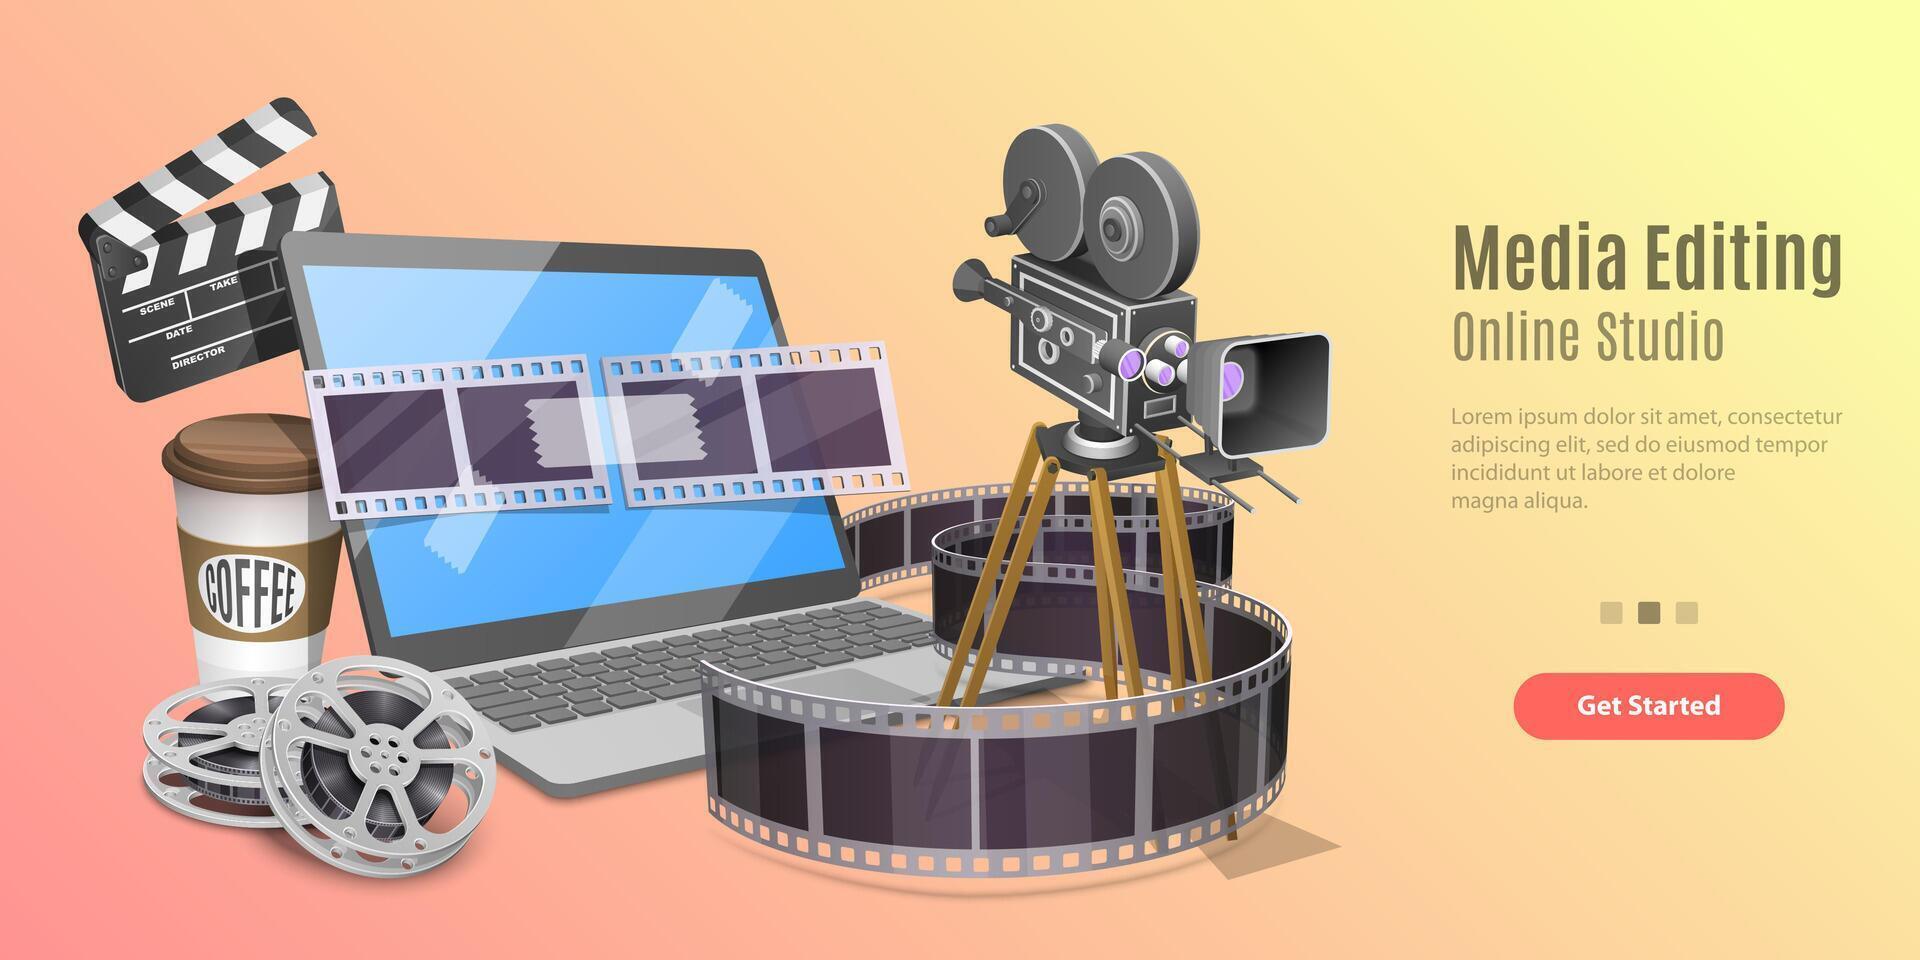 Media Editing
Online Studio
Lorem ipsum dolor sit amet, consectetur
adipiscing elit, sed do eiusmod tempor
incididunt ut labore et dolore
magna aliqua.
Get Started
SCENE
TAKE
DATE
DIRECTOR
COFFEE